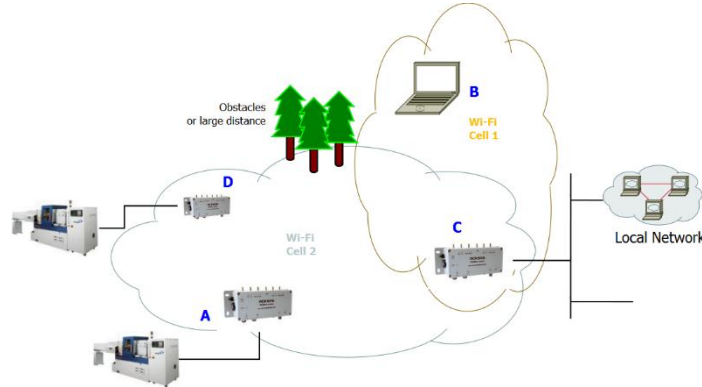 B
Obstacles
or large distance
Wi-Fi
Cell 1
D
C
Wi-Fi
Cell 2
Local Network
A